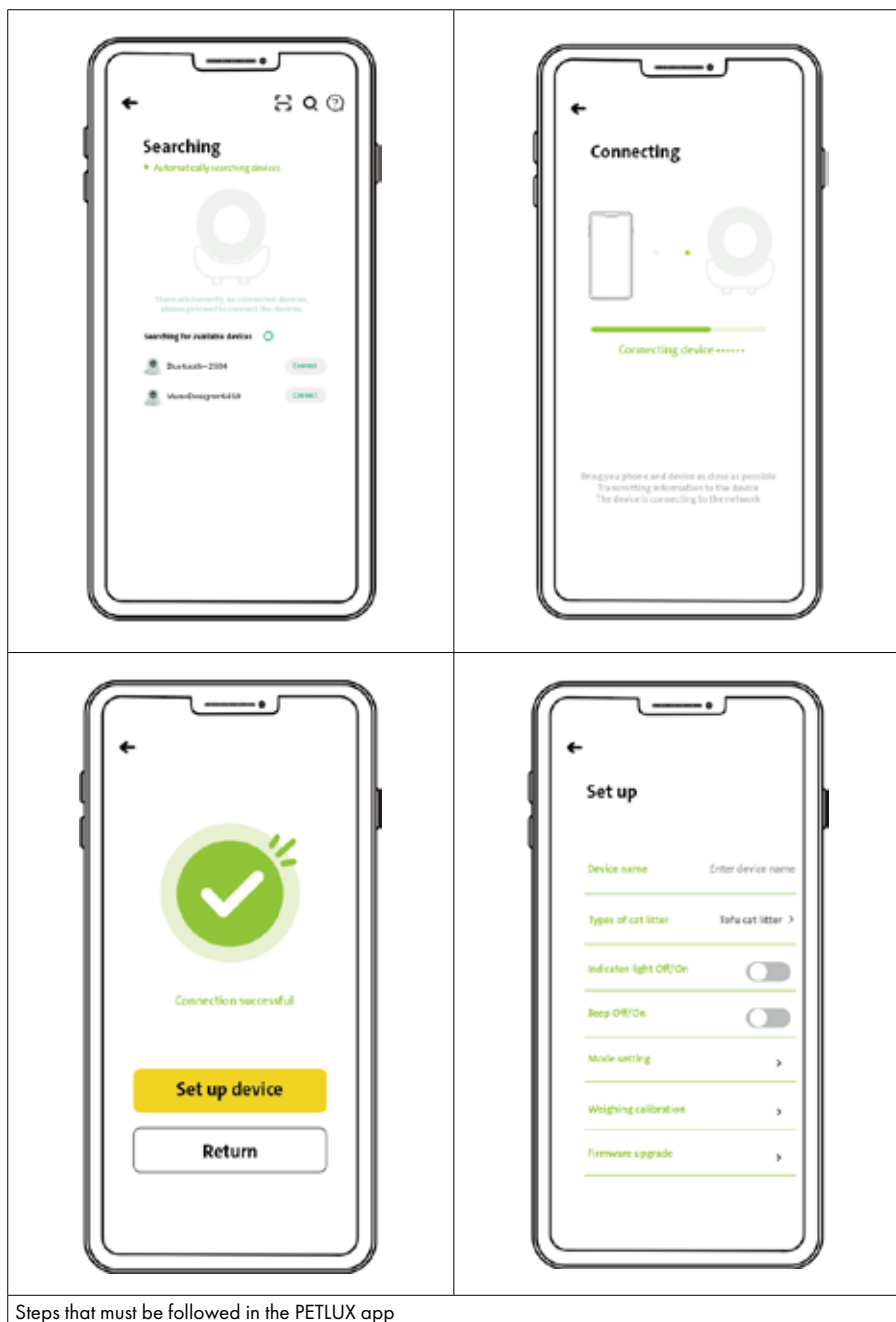 Searching
Automatically searching devices
There are currently no connected devices,
please proceed to connect the devices
Searching for available devices
Connect
Connect
Connecting
Connecting device ······
Bring you phone and device as close as possible
Transmitting information to the device
The device is connecting to the network
Connection successful
Set up device
Return
Set up
Device name Enter device name
Types of cat litter Tofu cat litter >
Indicator light Off/On
Beep Off/On
Mode setting >
Weighing calibration >
Firmware upgrade >
Steps that must be followed in the PETLUX app